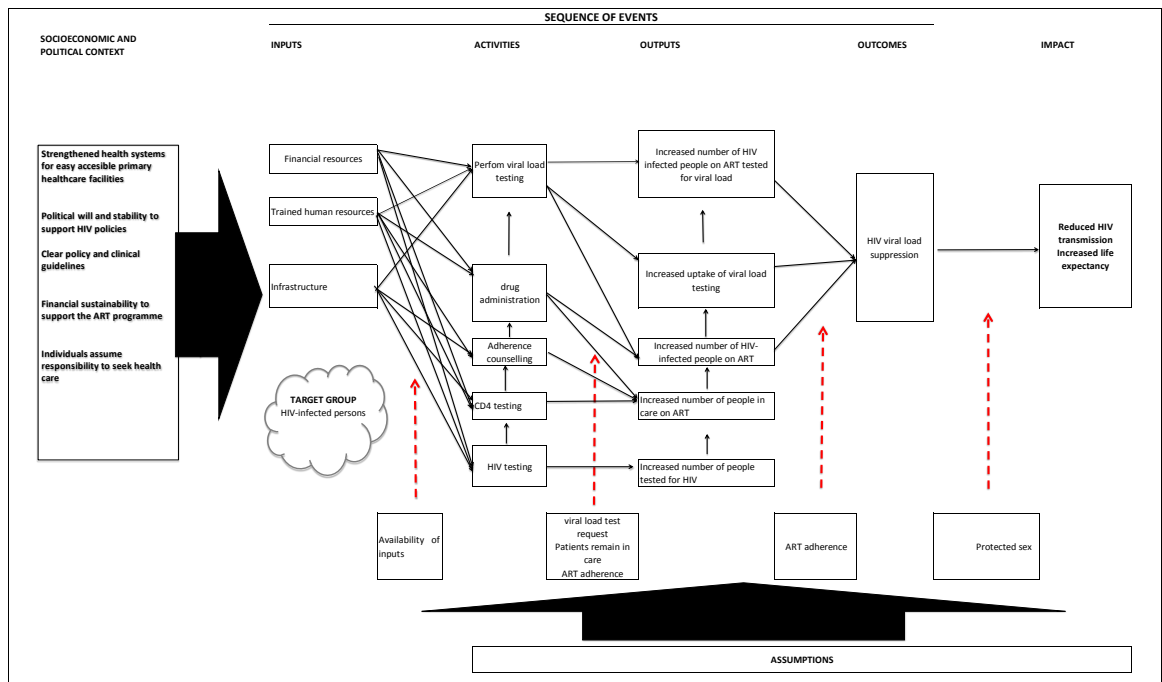 SEQUENCE OF EVENTS
SOCIOECONOMIC AND
POLITICAL CONTEXT
INPUTS
ACTIVITIES
OUTPUTS
OUTCOMES
IMPACT
Strengthened health systems
for easy accesible primary
healthcare facilities
Political will and stability to
support HIV policies
Clear policy and clinical
guidelines
Financial sustainability to
support the ART programme
Individuals assume
responsibility to seek health
care
Financial resources
Trained human resources
Infrastructure
TARGET GROUP
HIV-infected persons
Perfom viral load
testing
drug
administration
Adherence
counselling
CD4 testing
HIV testing
Increased number of HIV
infected people on ART tested
for viral load
Increased uptake of viral load
testing
Increased number of HIV-
infected people on ART
Increased number of people in
care on ART
Increased number of people
tested for HIV
HIV viral load
suppression
Reduced HIV
transmission
Increased life
expectancy
Availability of
inputs
viral load test
request
Patients remain in
care
ART adherence
ART adherence
Protected sex
ASSUMPTIONS